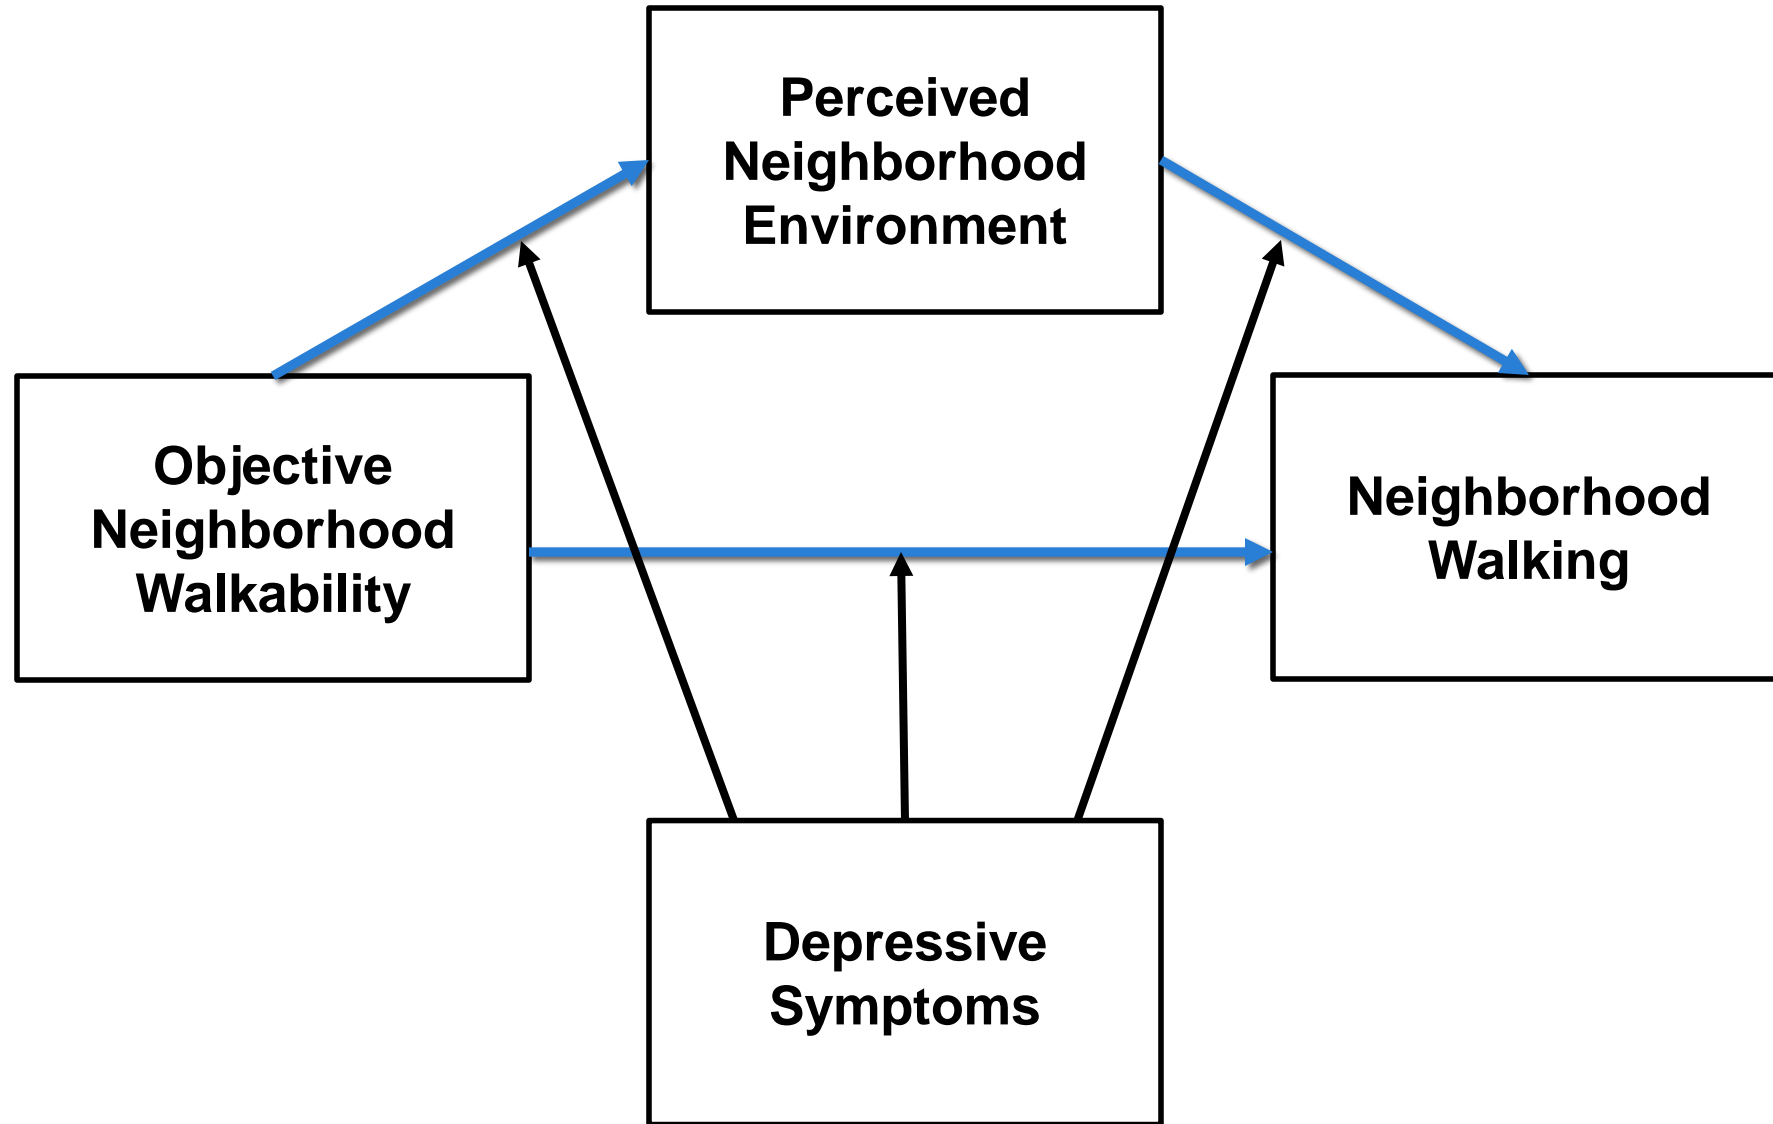 Perceived
Neighborhood
Environment
Objective
Neighborhood
Walkability
Neighborhood
Walking
Depressive
Symptoms